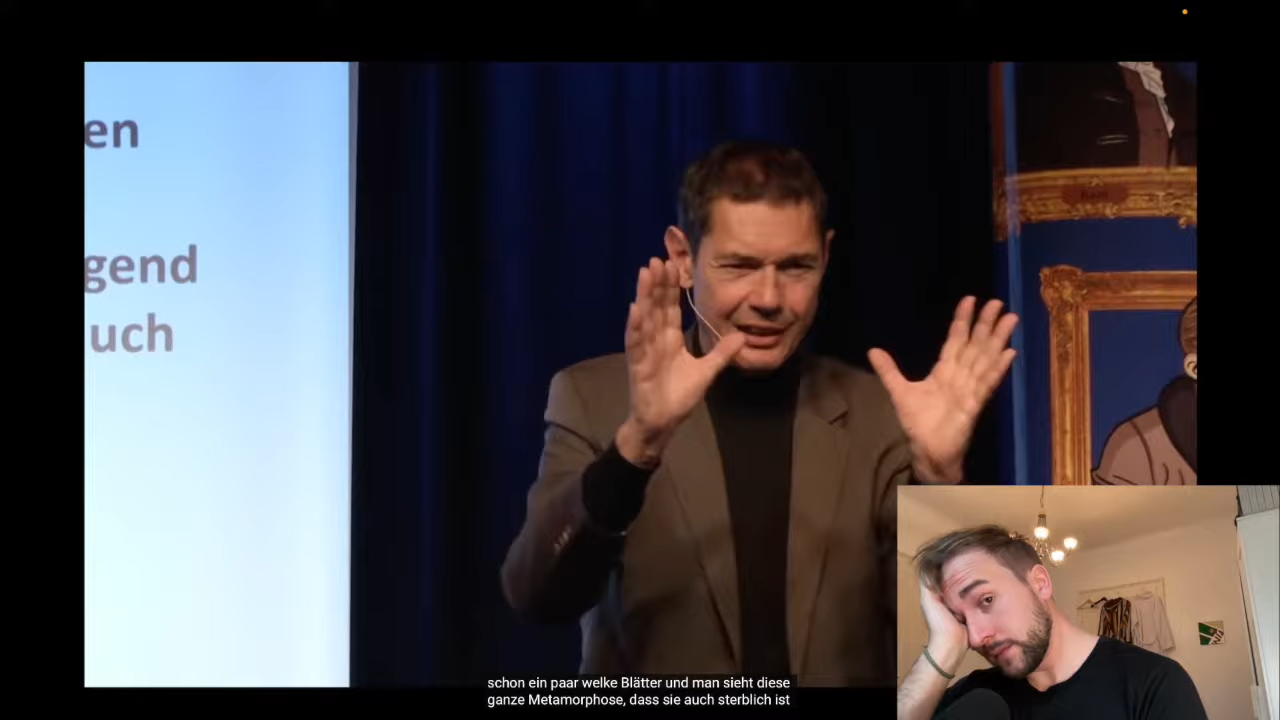 en
gend
uch
schon ein paar welke Blätter und man sieht diese
ganze Metamorphose, dass sie auch sterblich ist